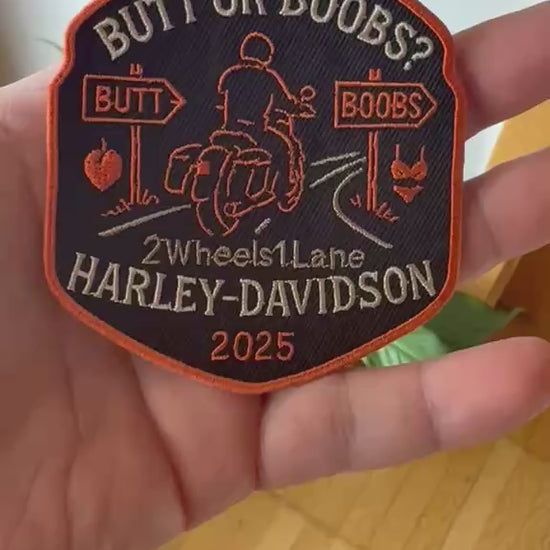 BUTT OR BOOBS?
BUTT
BOOBS
2Wheels1Lane
HARLEY-DAVIDSON
2025